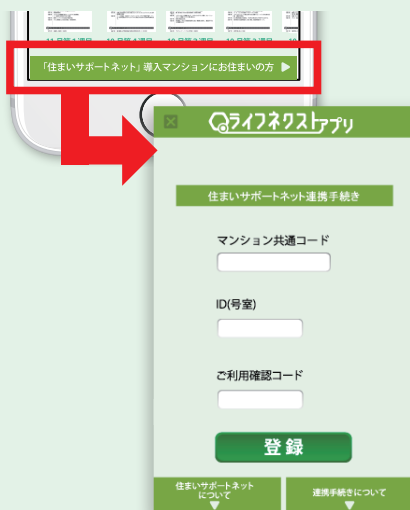 「住まいサポートネット」導入マンションにお住まいの方 ▶
ライフネクストアプリ
住まいサポートネット連携手続き
マンション共通コード
ID(号室)
ご利用確認コード
登録
住まいサポートネット
について
▼
連携手続きについて
▼